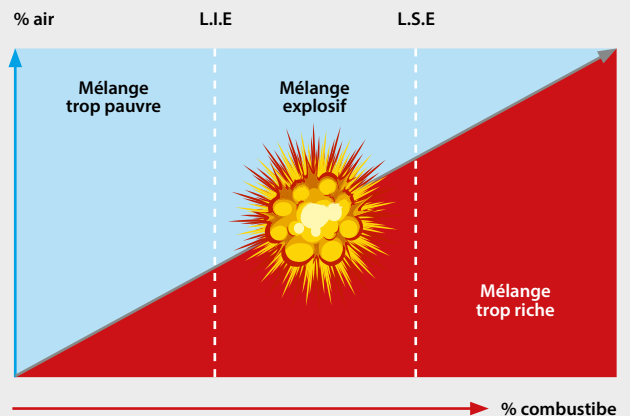 % air
L.I.E
L.S.E
Mélange
trop pauvre
Mélange
explosif
Mélange
trop riche
% combustibe